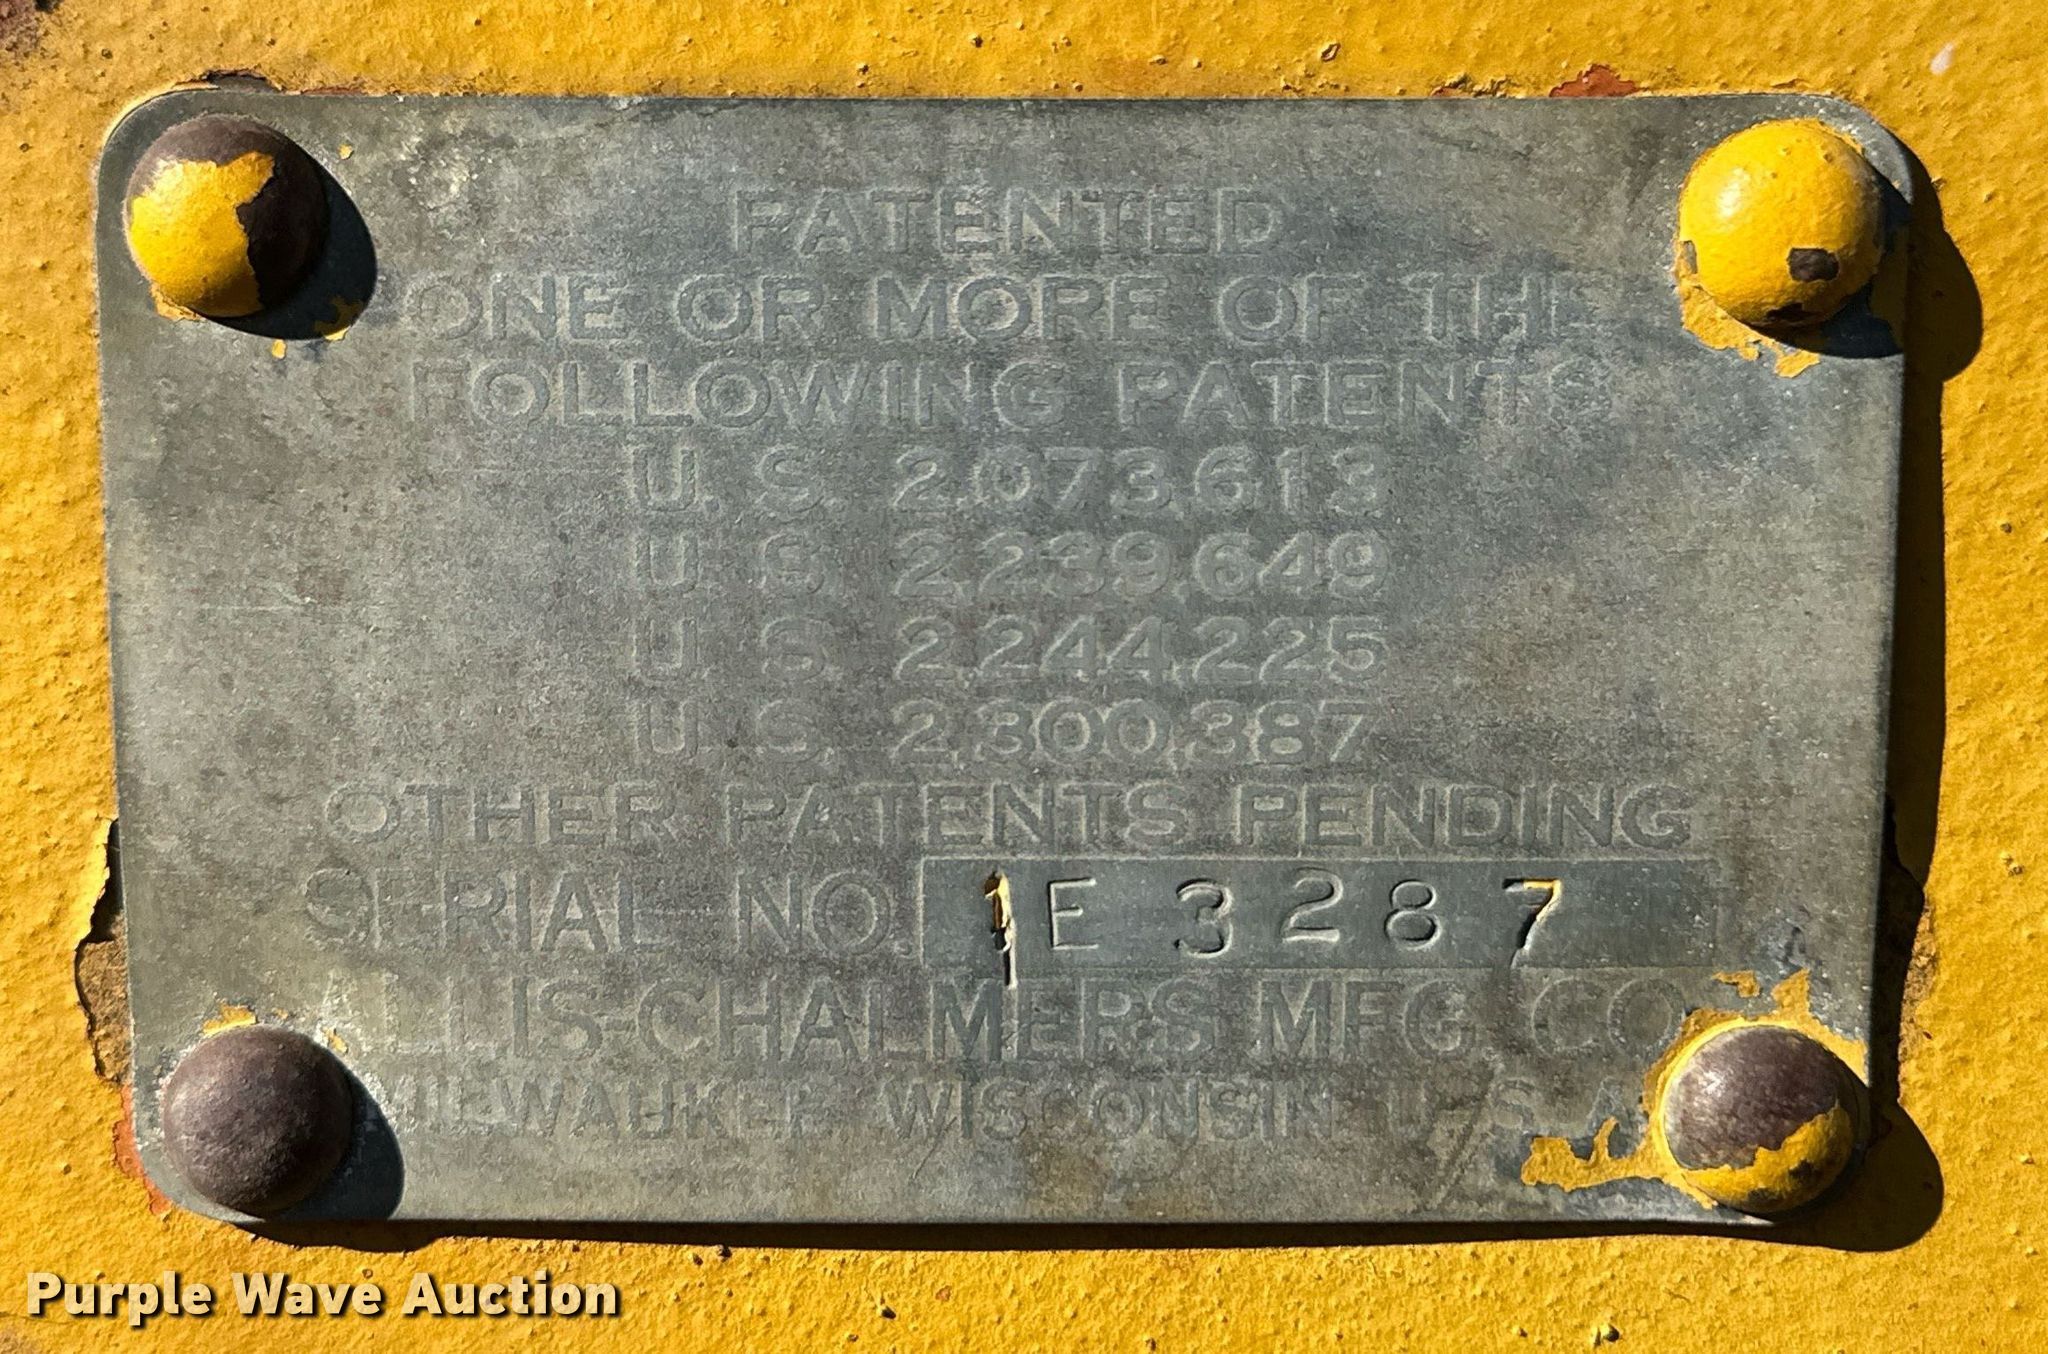 PATENTED
ONE OR MORE OF THE
FOLLOWING PATENTS
U. S. 2,073,613
U. S. 2,239,649
U. S. 2,244,225
U. S. 2,300,387
OTHER PATENTS PENDING
SERIAL NO. 1E 3287
ALLIS-CHALMERS MFG. CO.
MILWAUKEE WISCONSIN U. S. A.
Purple Wave Auction